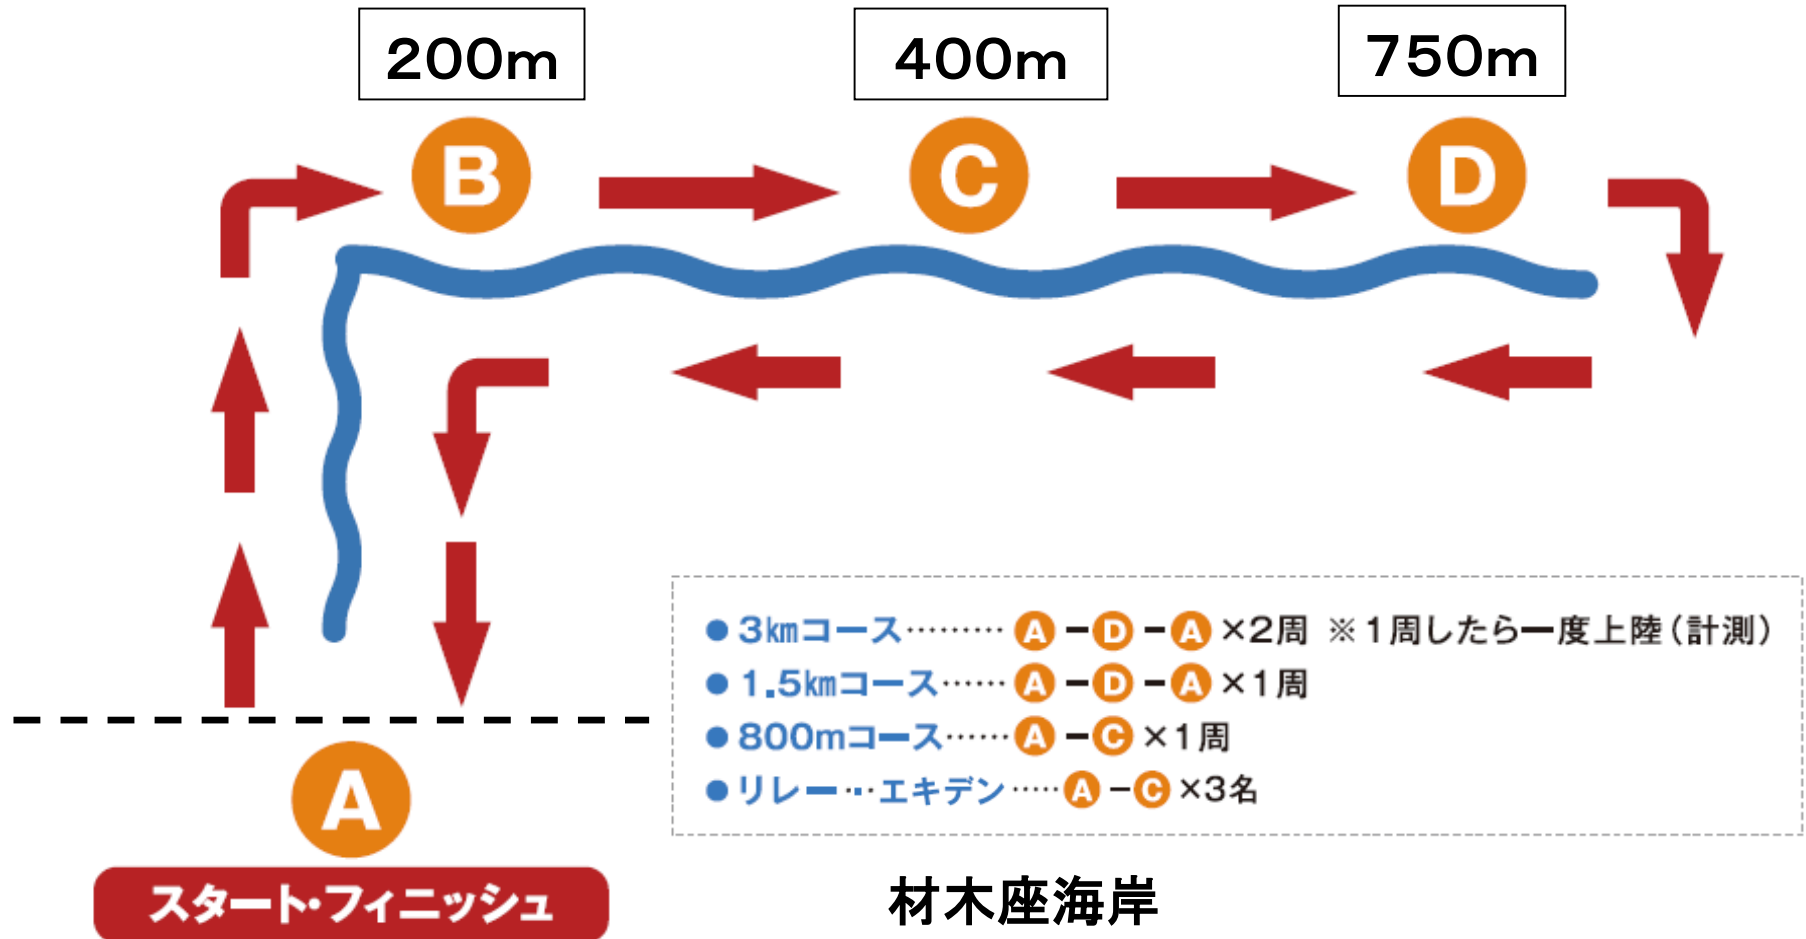 200m
400m
750m
B
C
D
●3㎞コース………A-D-A×2周 ※1周したら一度上陸（計測）
●1.5㎞コース……A-D-A×1周
●800mコース……A-C×1周
●リレー・・・エキデン・・・・・A-C×3名
A
スタート・フィニッシュ
材木座海岸